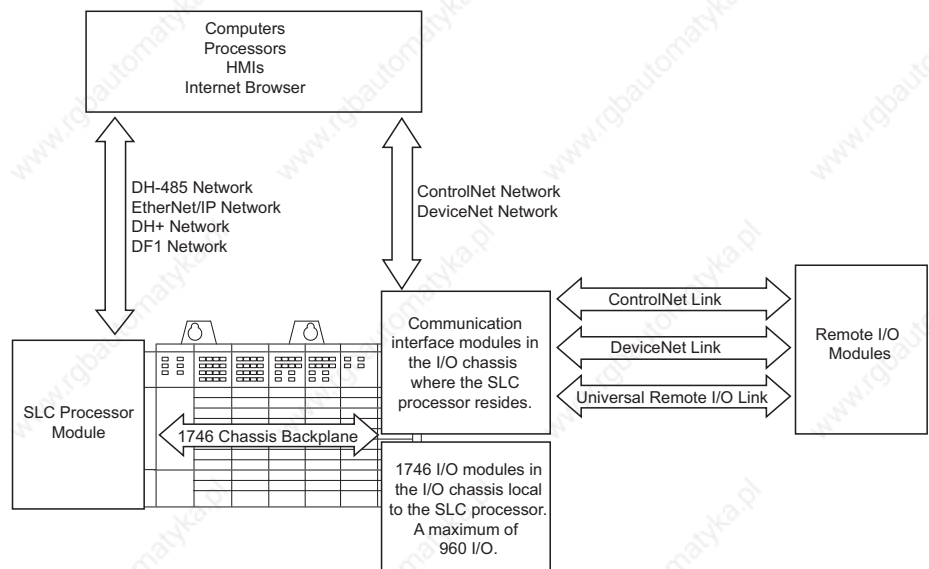 Computers
Processors
HMIs
Internet Browser
DH-485 Network
EtherNet/IP Network
DH+ Network
DF1 Network
ControlNet Network
DeviceNet Network
Communication
interface modules in
the I/O chassis
where the SLC
processor resides.
ControlNet Link
DeviceNet Link
Universal Remote I/O Link
Remote I/O
Modules
SLC Processor
Module
1746 Chassis Backplane
1746 I/O modules in
the I/O chassis local
to the SLC processor.
A maximum of
960 I/O.
www.rgbautomatyka.pl